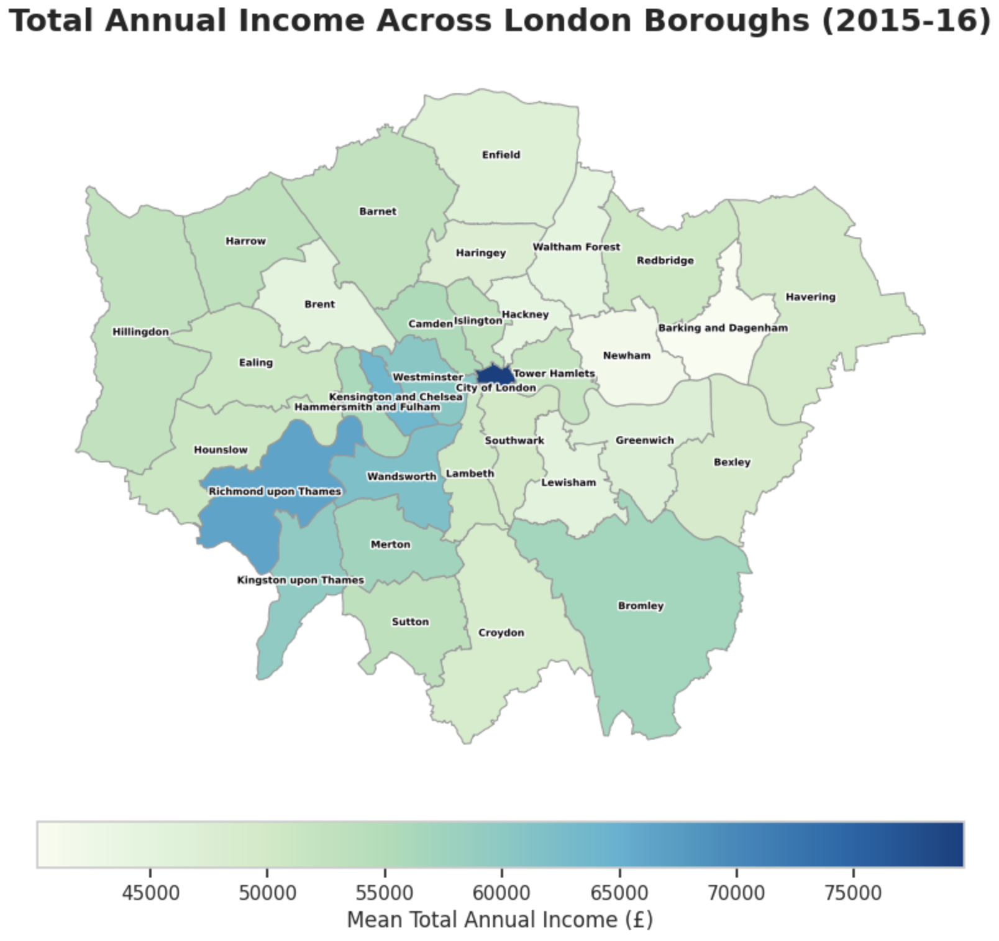 Total Annual Income Across London Boroughs (2015-16)
Enfield
Barnet
Harrow
Waltham Forest
Haringey
Redbridge
Havering
Brent
Hackney
Islington
Camden
Barking and Dagenham
Hillingdon
Newham
Ealing
Tower Hamlets
Westminster
City of London
Kensington and Chelsea
Hammersmith and Fulham
Southwark
Greenwich
Hounslow
Bexley
Lambeth
Wandsworth
Lewisham
Richmond upon Thames
Merton
Kingston upon Thames
Bromley
Sutton
Croydon
45000 50000 55000 60000 65000 70000 75000
Mean Total Annual Income (£)